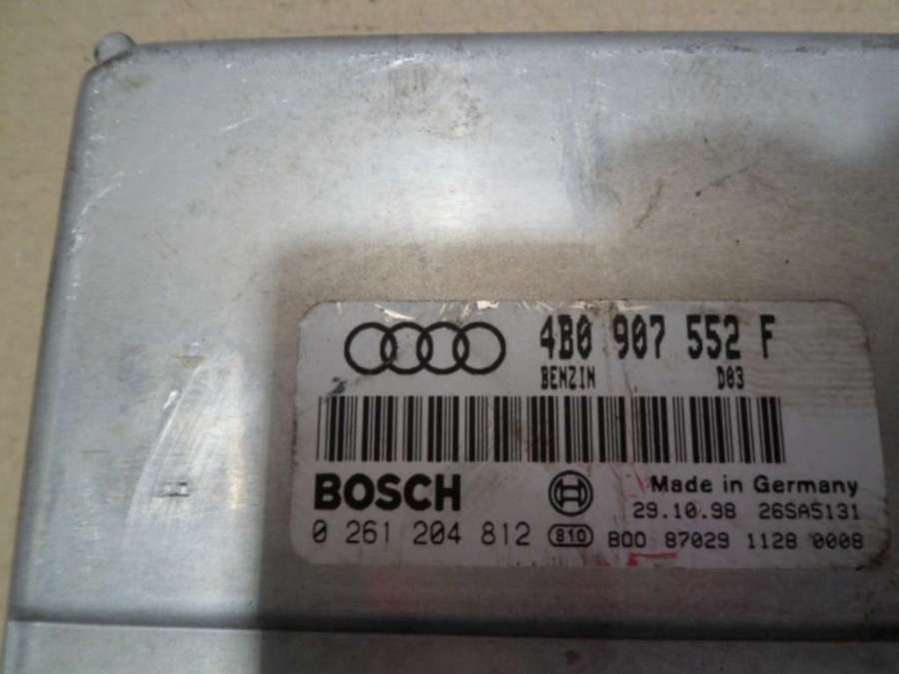 4B0 907 552 F
BENZIN D03
BOSCH
Made in Germany
29.10.98 26SA5131
0 261 204 812 810 B00 87029 1128 0008